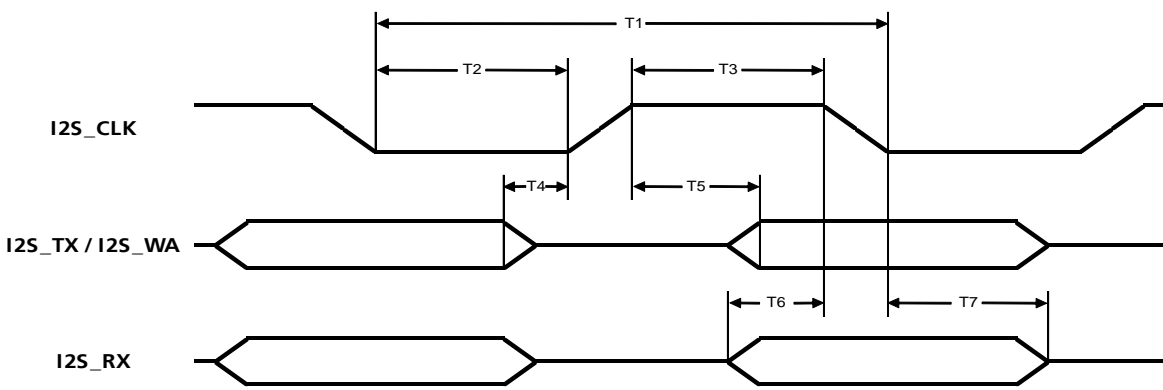 T1
T2
T3
I2S_CLK
T4
T5
I2S_TX / I2S_WA
T6
T7
I2S_RX